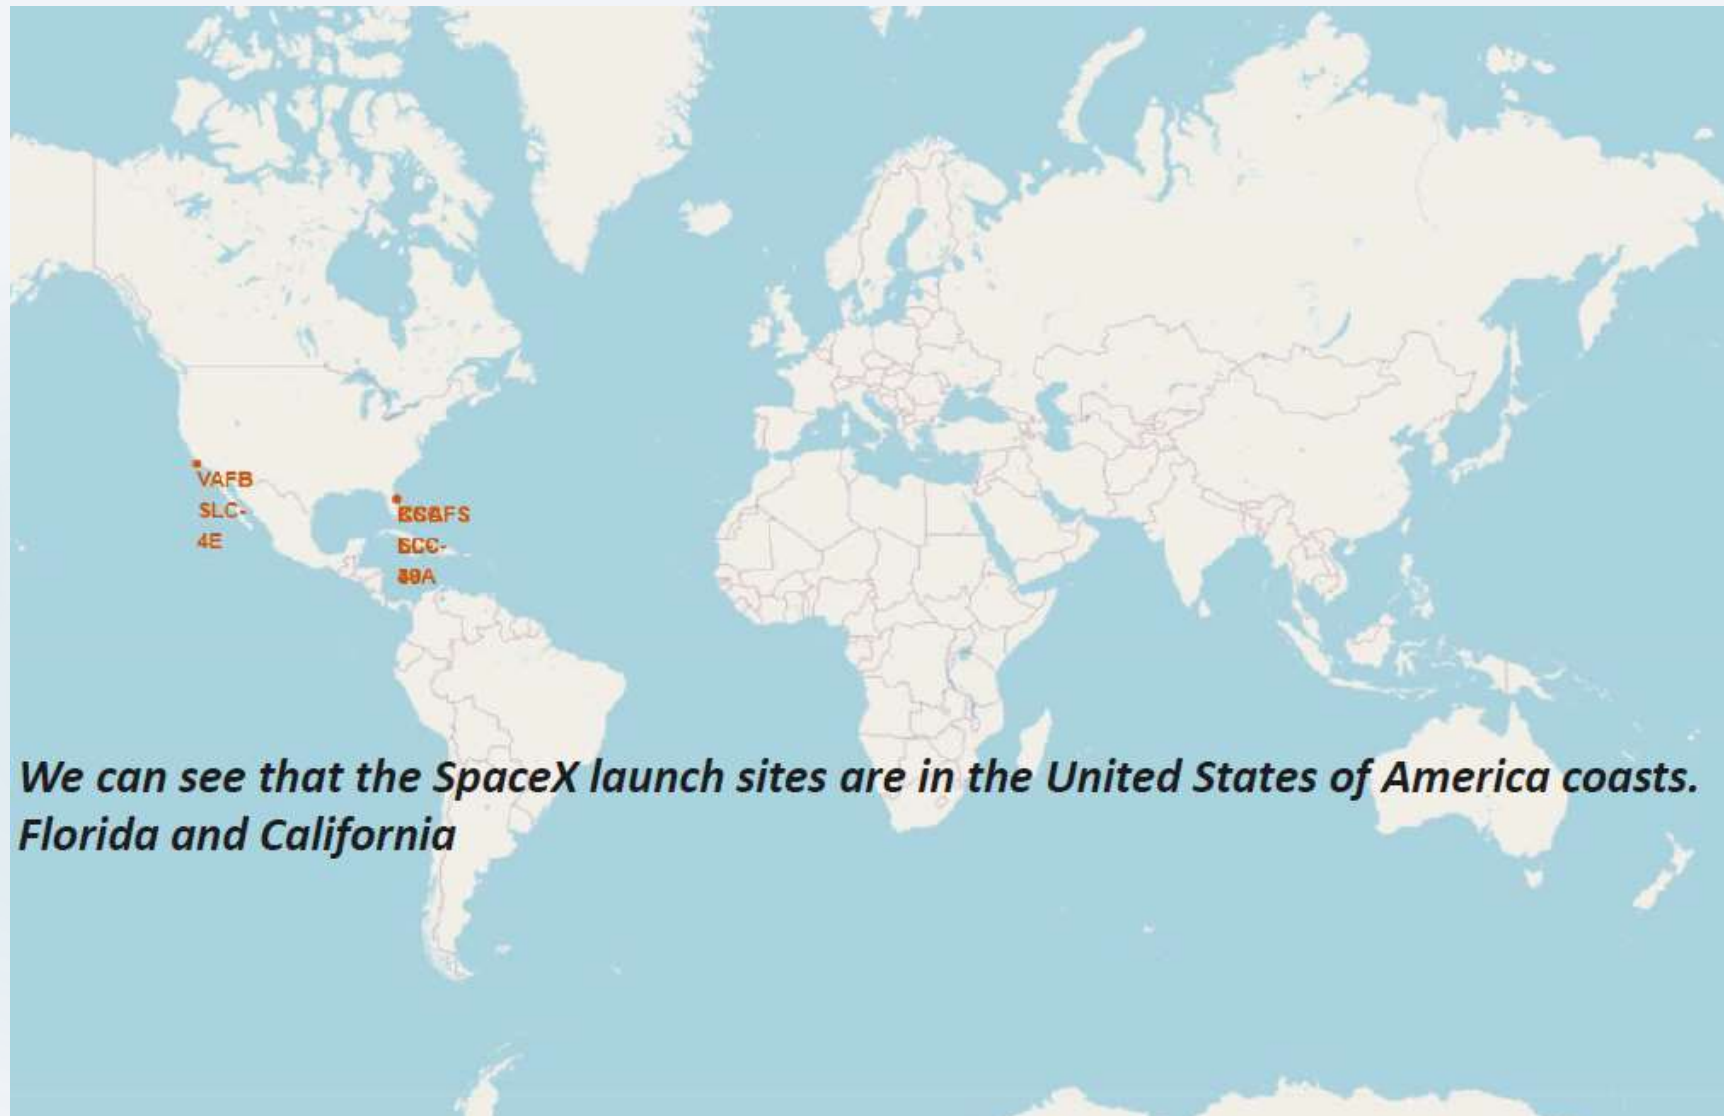 VAFB
SLC-
4E
We can see that the SpaceX launch sites are in the United States of America coasts.
Florida and California